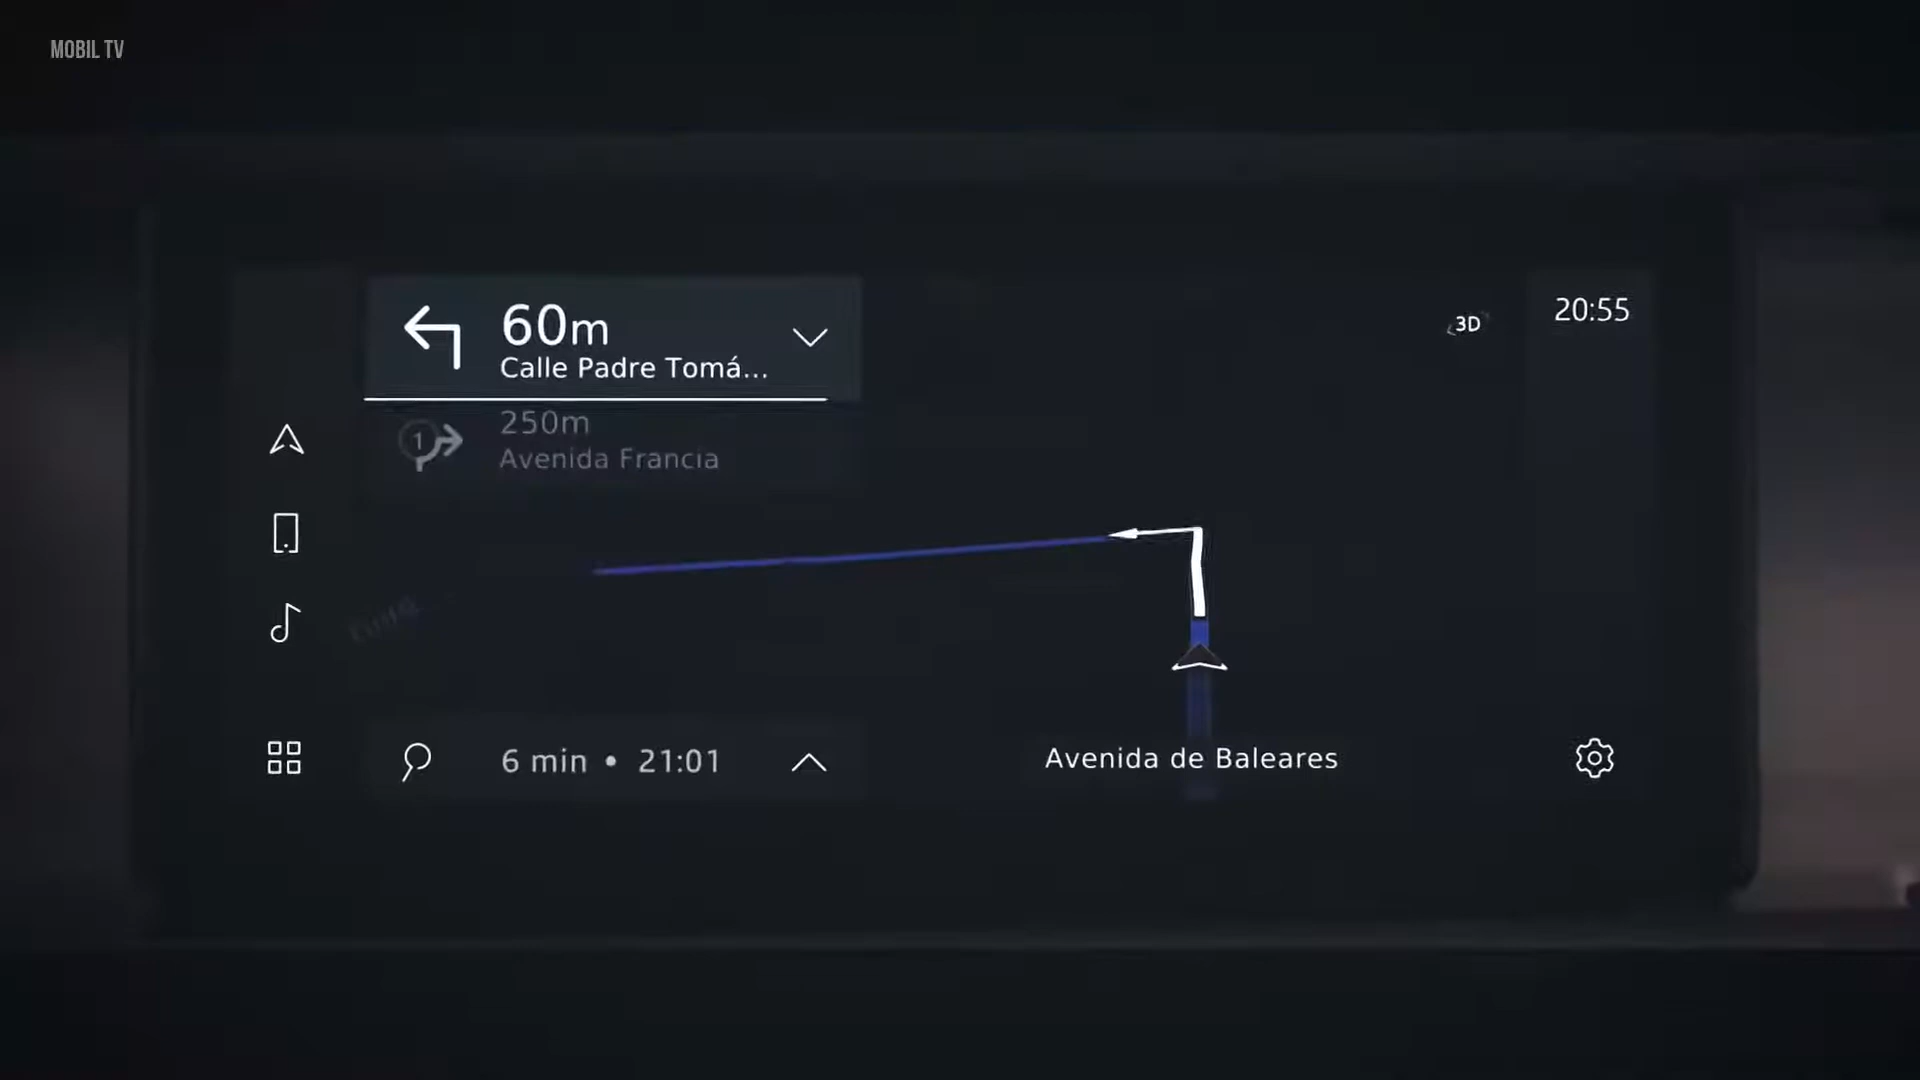 MOBIL TV
60m
Calle Padre Tomá...
250m
1
Avenida Francia
3D
20:55
6 min • 21:01
Avenida de Baleares